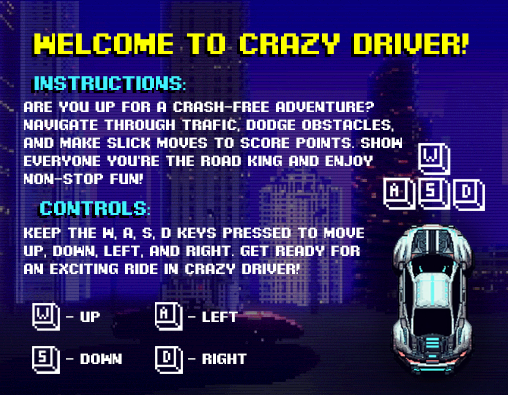 WELCOME TO CRAZY DRIVER!
INSTRUCTIONS:
ARE YOU UP FOR A CRASH-FREE ADVENTURE?
NAVIGATE THROUGH TRAFIC, DODGE OBSTACLES,
AND MAKE SLICK MOVES TO SCORE POINTS. SHOW
EVERYONE YOU'RE THE ROAD KING AND ENJOY
NON-STOP FUN!
W
A S D
CONTROLS:
KEEP THE W, A, S, D KEYS PRESSED TO MOVE
UP, DOWN, LEFT, AND RIGHT. GET READY FOR
AN EXCITING RIDE IN CRAZY DRIVER!
W - UP
A - LEFT
S - DOWN
D - RIGHT